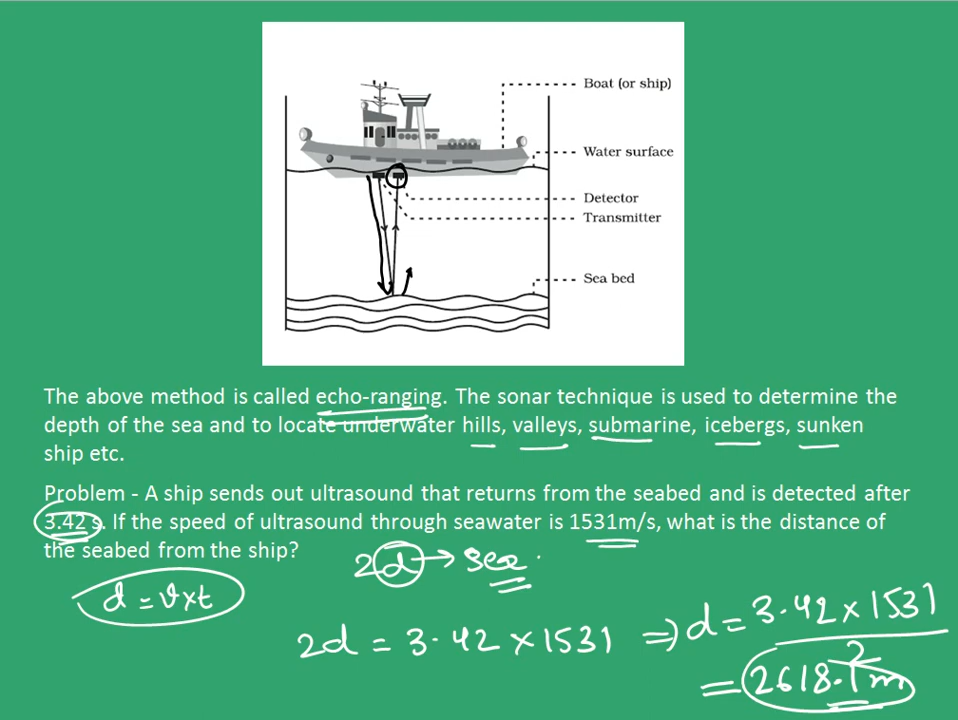 Boat (or ship)
Water surface
Detector
Transmitter
Sea bed
The above method is called echo-ranging. The sonar technique is used to determine the
depth of the sea and to locate underwater hills, valleys, submarine, icebergs, sunken
ship etc.
Problem - A ship sends out ultrasound that returns from the seabed and is detected after
3.42 s. If the speed of ultrasound through seawater is 1531m/s, what is the distance of
the seabed from the ship?
2d → sea
d = v×t
2d = 3.42 × 1531 ⇒ d = 3.42 × 1531
2
= 2618.1 m